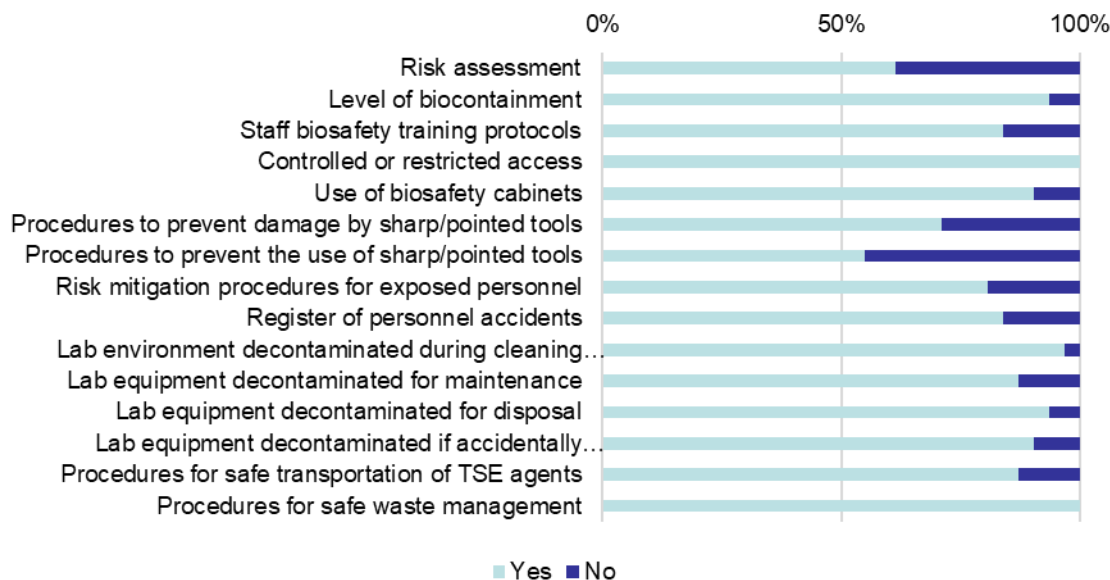 0% 50% 100%
Risk assessment
Level of biocontainment
Staff biosafety training protocols
Controlled or restricted access
Use of biosafety cabinets
Procedures to prevent damage by sharp/pointed tools
Procedures to prevent the use of sharp/pointed tools
Risk mitigation procedures for exposed personnel
Register of personnel accidents
Lab environment decontaminated during cleaning…
Lab equipment decontaminated for maintenance
Lab equipment decontaminated for disposal
Lab equipment decontaminated if accidentally…
Procedures for safe transportation of TSE agents
Procedures for safe waste management
Yes No